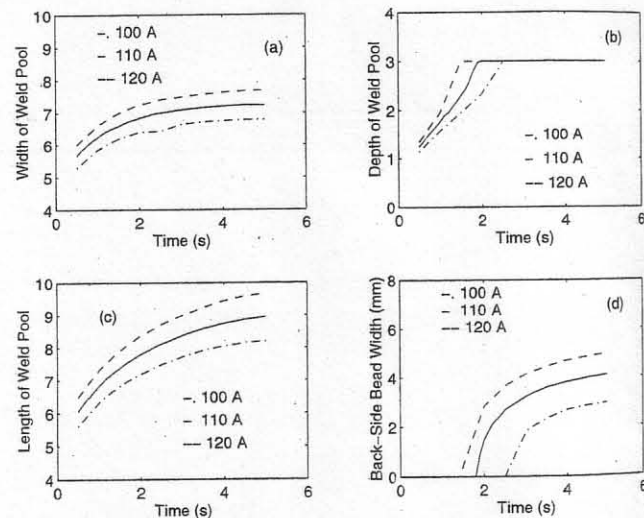 Width of Weld Pool
10
9
8
7
6
5
4
-. 100 A
-- 110 A
— 120 A
(a)
0
2
4
6
Time (s)
Depth of Weld Pool
4
3
2
1
0
(b)
-. 100 A
-- 110 A
— 120 A
0
2
4
6
Time (s)
Length of Weld Pool
10
9
8
7
6
5
4
(c)
-. 100 A
-- 110 A
— 120 A
0
2
4
6
Time (s)
Back-Side Bead Width (mm)
8
6
4
2
0
-. 100 A
-- 110 A
— 120 A
(d)
0
2
4
6
Time (s)